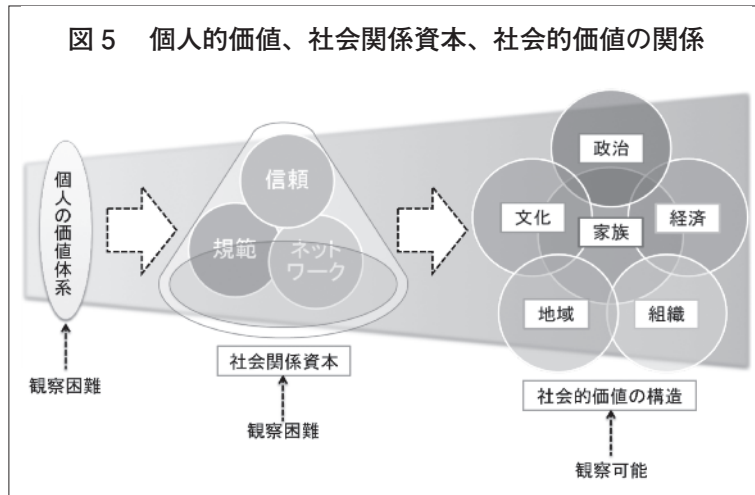 図5 個人的価値、社会関係資本、社会的価値の関係
個人の価値体系
観察困難
信頼
規範
ネット
ワーク
社会関係資本
観察困難
政治
文化
経済
家族
地域
組織
社会的価値の構造
観察可能